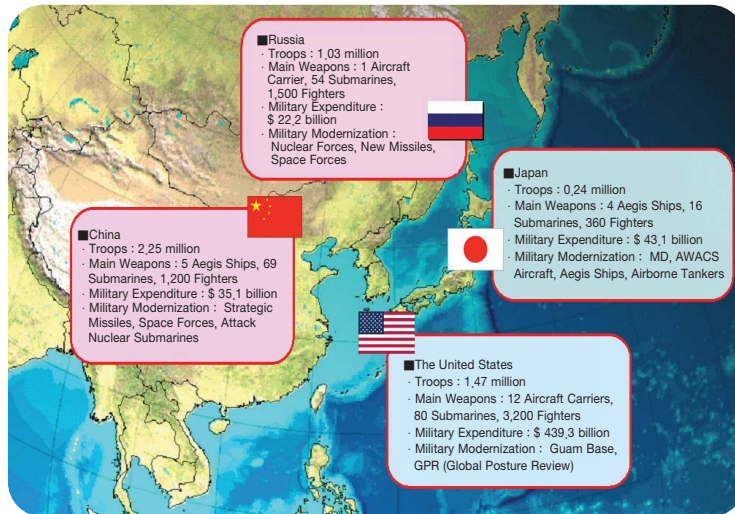 ■Russia
· Troops : 1,03 million
· Main Weapons : 1 Aircraft
Carrier, 54 Submarines,
1,500 Fighters
· Military Expenditure :
$ 22,2 billion
· Military Modernization :
Nuclear Forces, New Missiles,
Space Forces
■Japan
· Troops : 0,24 million
· Main Weapons : 4 Aegis Ships, 16
Submarines, 360 Fighters
· Military Expenditure : $ 43,1 billion
· Military Modernization : MD, AWACS
Aircraft, Aegis Ships, Airborne Tankers
■China
· Troops : 2,25 million
· Main Weapons : 5 Aegis Ships, 69
Submarines, 1,200 Fighters
· Military Expenditure : $ 35,1 billion
· Military Modernization : Strategic
Missiles, Space Forces, Attack
Nuclear Submarines
■The United States
· Troops : 1,47 million
· Main Weapons : 12 Aircraft Carriers,
80 Submarines, 3,200 Fighters
· Military Expenditure : $ 439,3 billion
· Military Modernization : Guam Base,
GPR (Global Posture Review)